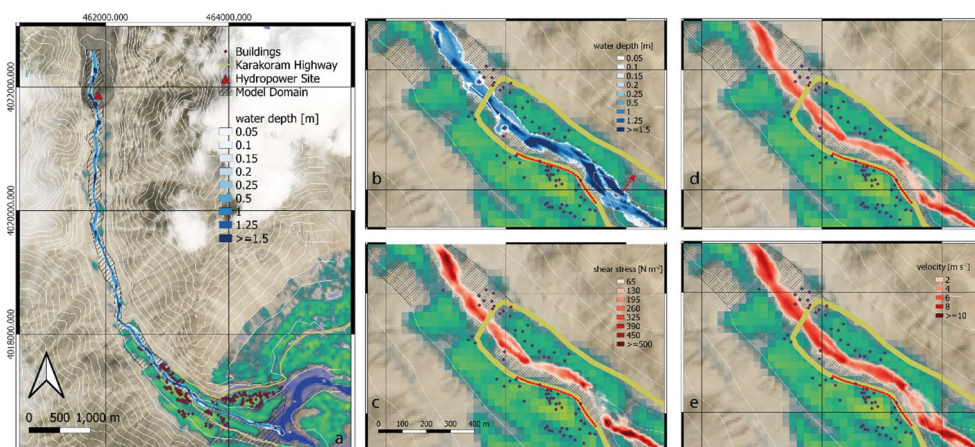 462000.000
464000.000
4022000.000
4020000.000
4018000.000
Buildings
Karakoram Highway
Hydropower Site
Model Domain
water depth [m]
0.05
0.1
0.15
0.2
0.25
0.5
1
1.25
>=1.5
0
500
1,000 m
a
water depth [m]
0.05
0.1
0.15
0.2
0.25
0.5
1
1.25
>=1.5
b
shear stress [N m⁻²]
65
130
195
260
325
390
450
>=500
0 100 200 300 400 m
c
d
velocity [m s⁻¹]
2
4
6
8
>=10
e